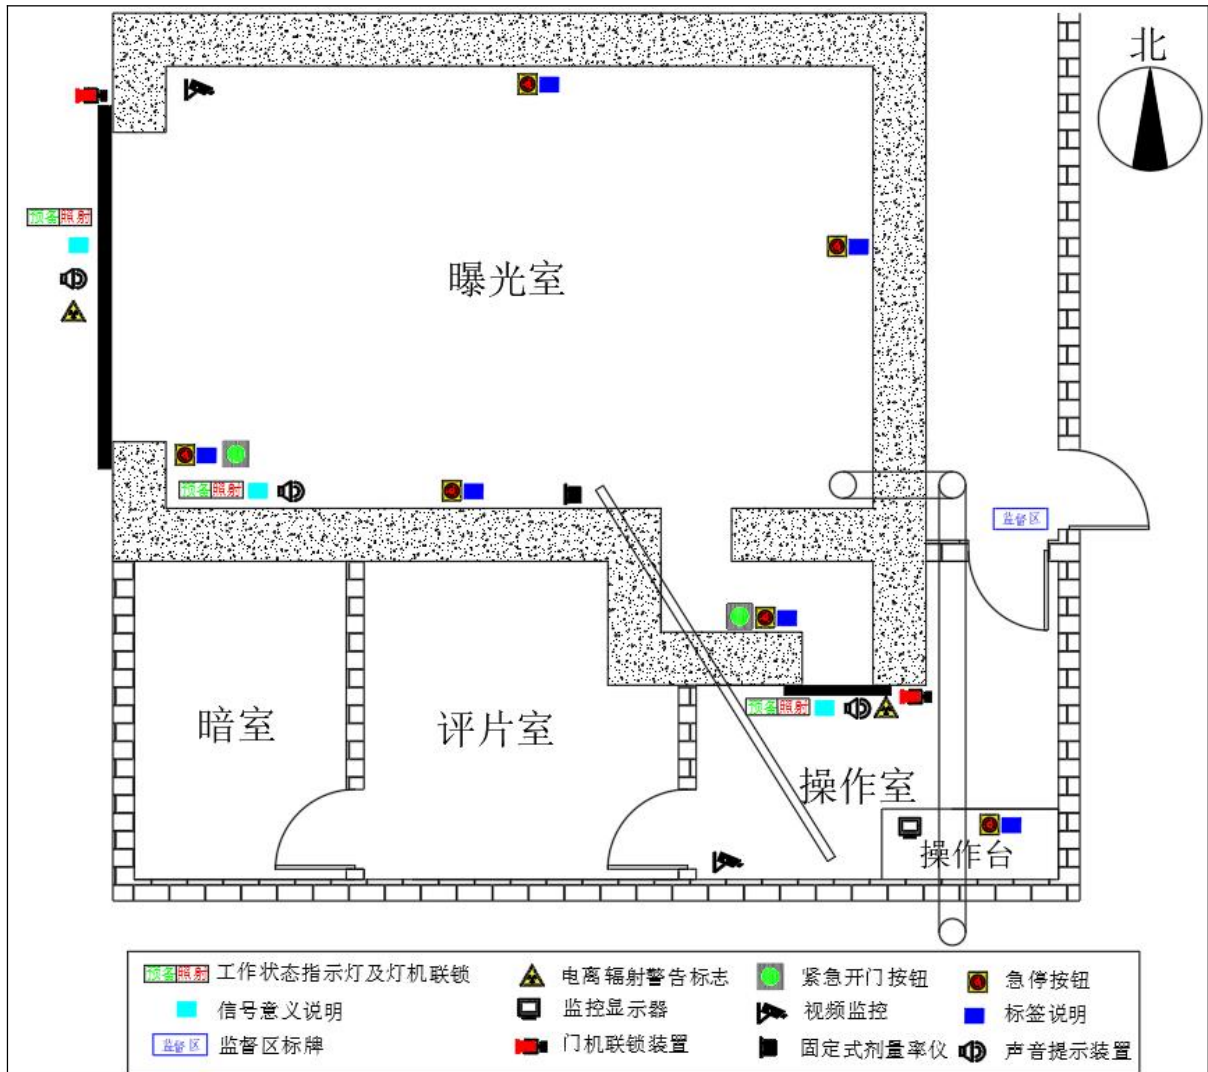 北
预备 照射
曝光室
预备 照射
监督区
预备 照射
暗室
评片室
操作室
操作台
预备 照射 工作状态指示灯及灯机联锁
电离辐射警告标志
紧急开门按钮
急停按钮
信号意义说明
监控显示器
视频监控
标签说明
监督区 监督区标牌
门机联锁装置
固定式剂量率仪
声音提示装置